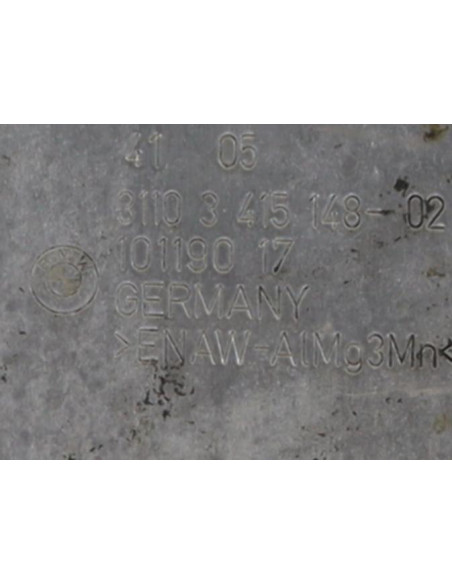 41 05
3110 3 415 148-02
101190 17
GERMANY
>ENAW-AlMg3Mn<